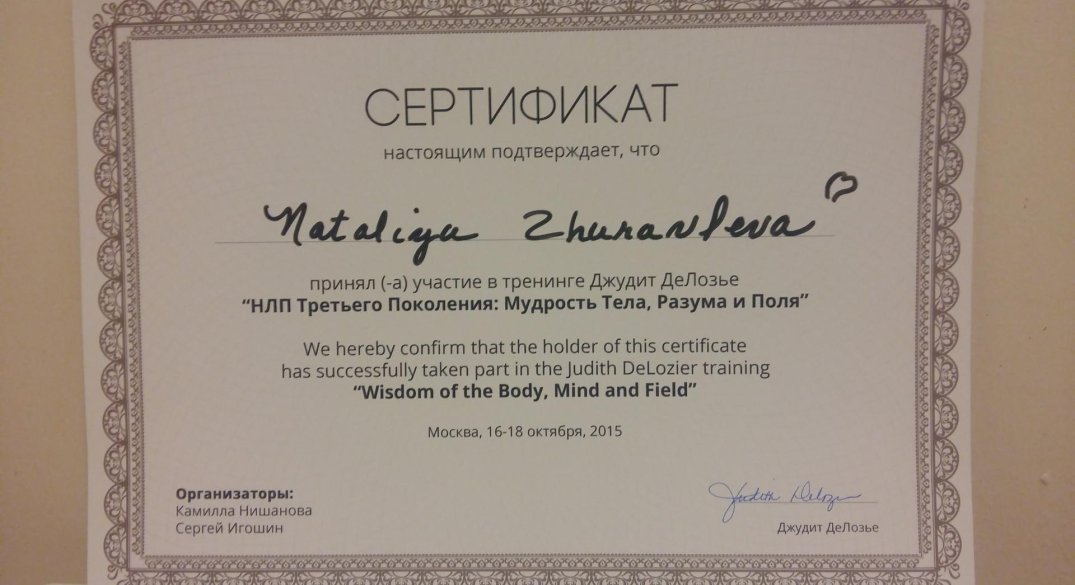 СЕРТИФИКАТ
настоящим подтверждает, что
Nataliya Zhuravleva
принял (-а) участие в тренинге Джудит ДеЛозье
“НЛП Третьего Поколения: Мудрость Тела, Разума и Поля”
We hereby confirm that the holder of this certificate
has successfully taken part in the Judith DeLozier training
“Wisdom of the Body, Mind and Field”
Москва, 16-18 октября, 2015
Организаторы:
Камилла Нишанова
Сергей Игошин
Judith DeLozier
Джудит ДеЛозье